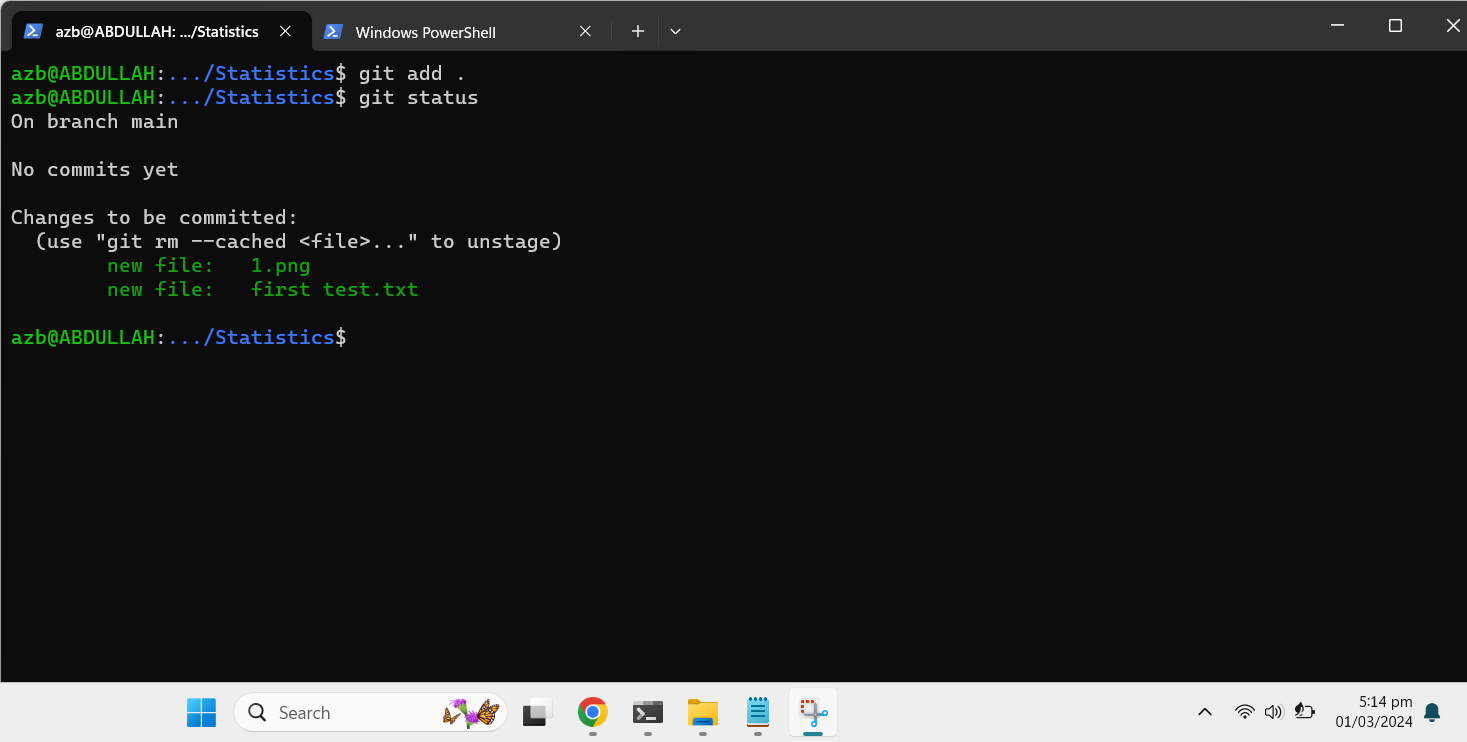 azb@ABDULLAH: .../Statistics
Windows PowerShell
azb@ABDULLAH:.../Statistics$ git add .
azb@ABDULLAH:.../Statistics$ git status
On branch main
No commits yet
Changes to be committed:
(use "git rm --cached <file>..." to unstage)
new file: 1.png
new file: first test.txt
azb@ABDULLAH:.../Statistics$
Search
5:14 pm
01/03/2024